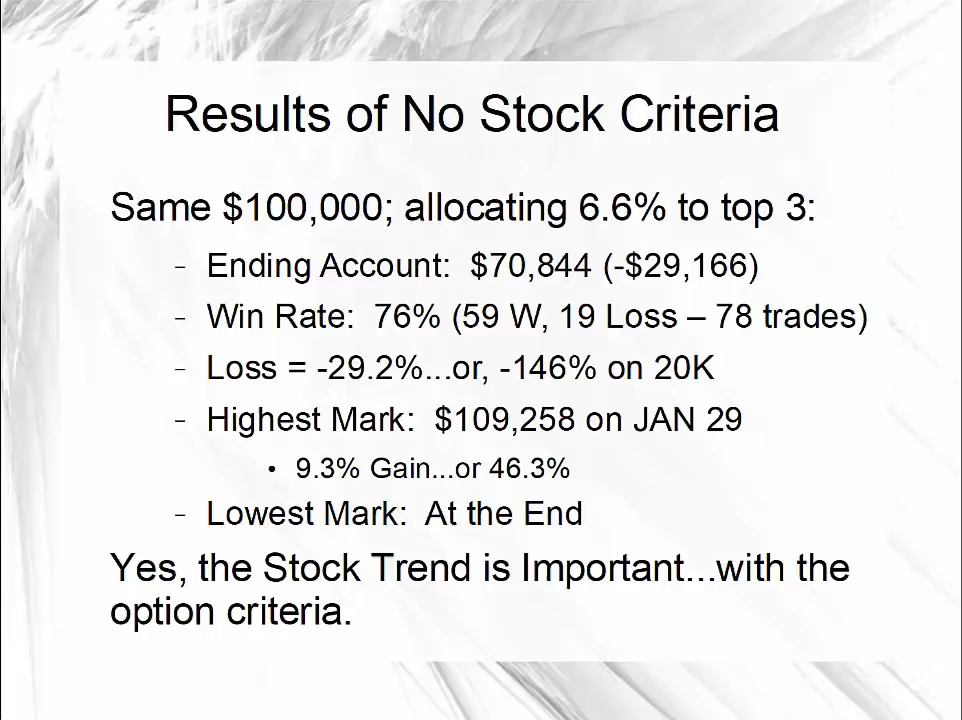 Results of No Stock Criteria
Same $100,000; allocating 6.6% to top 3:
– Ending Account: $70,844 (-$29,166)
– Win Rate: 76% (59 W, 19 Loss – 78 trades)
– Loss = -29.2%...or, -146% on 20K
– Highest Mark: $109,258 on JAN 29
• 9.3% Gain...or 46.3%
– Lowest Mark: At the End
Yes, the Stock Trend is Important...with the
option criteria.